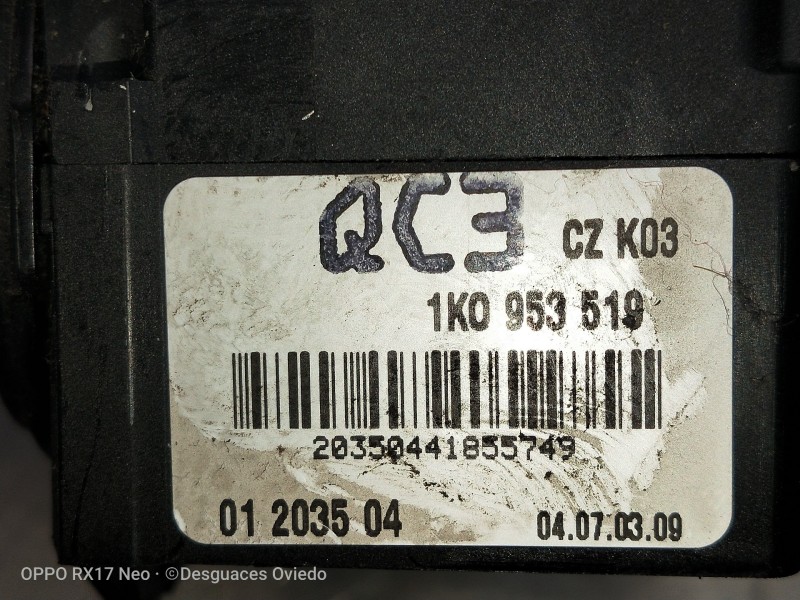 QC3
CZ K03
1K0 953 519
20350441855749
01 2035 04
04.07.03.09
OPPO RX17 Neo · ©Desguaces Oviedo